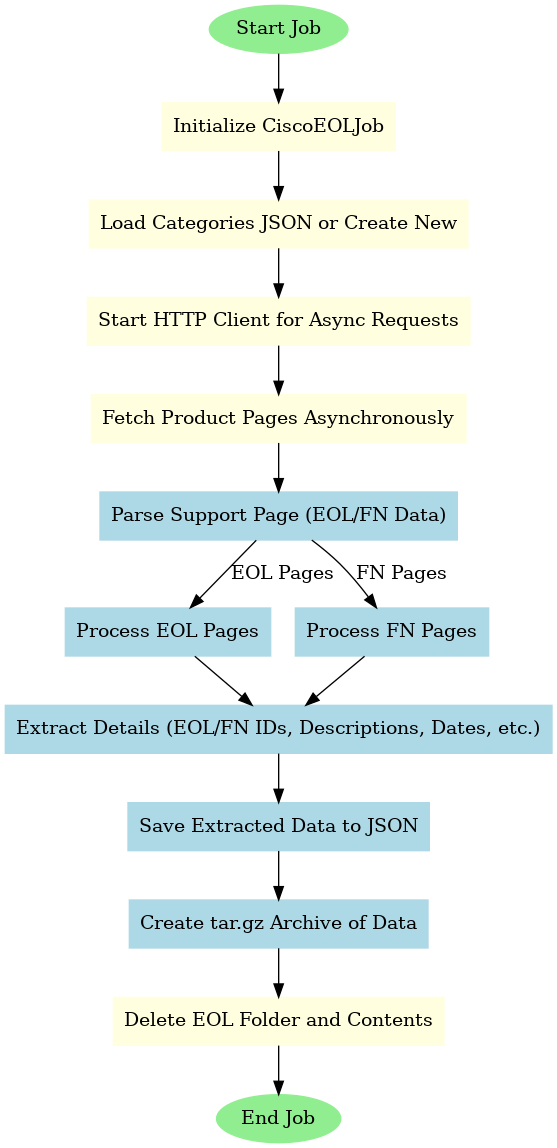 Start Job
Initialize CiscoEOLJob
Load Categories JSON or Create New
Start HTTP Client for Async Requests
Fetch Product Pages Asynchronously
Parse Support Page (EOL/FN Data)
EOL Pages
FN Pages
Process EOL Pages
Process FN Pages
Extract Details (EOL/FN IDs, Descriptions, Dates, etc.)
Save Extracted Data to JSON
Create tar.gz Archive of Data
Delete EOL Folder and Contents
End Job